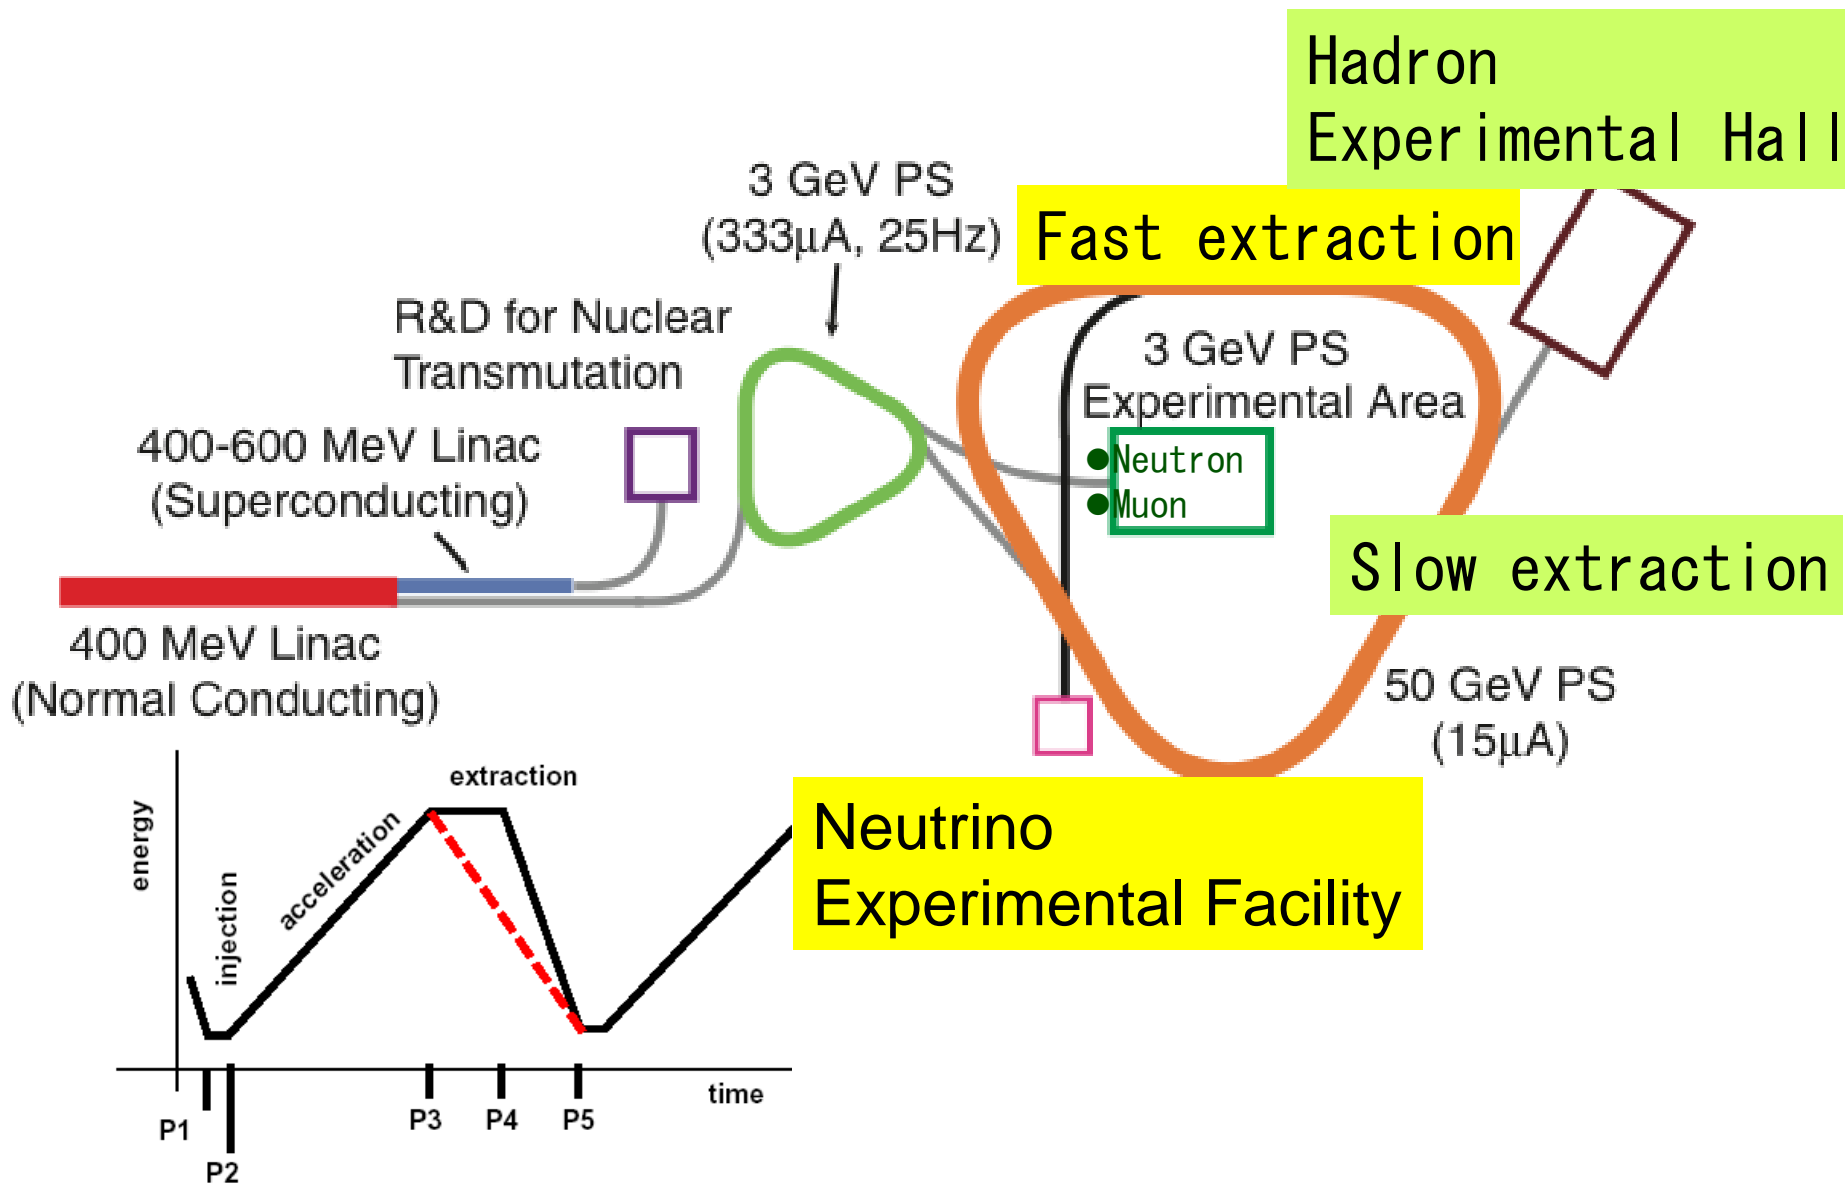 Hadron
Experimental Hall
3 GeV PS
(333μA, 25Hz)
Fast extraction
R&D for Nuclear
Transmutation
3 GeV PS
Experimental Area
400-600 MeV Linac
(Superconducting)
●Neutron
●Muon
Slow extraction
400 MeV Linac
(Normal Conducting)
50 GeV PS
(15μA)
extraction
energy
injection
acceleration
Neutrino
Experimental Facility
time
P1
P2
P3
P4
P5